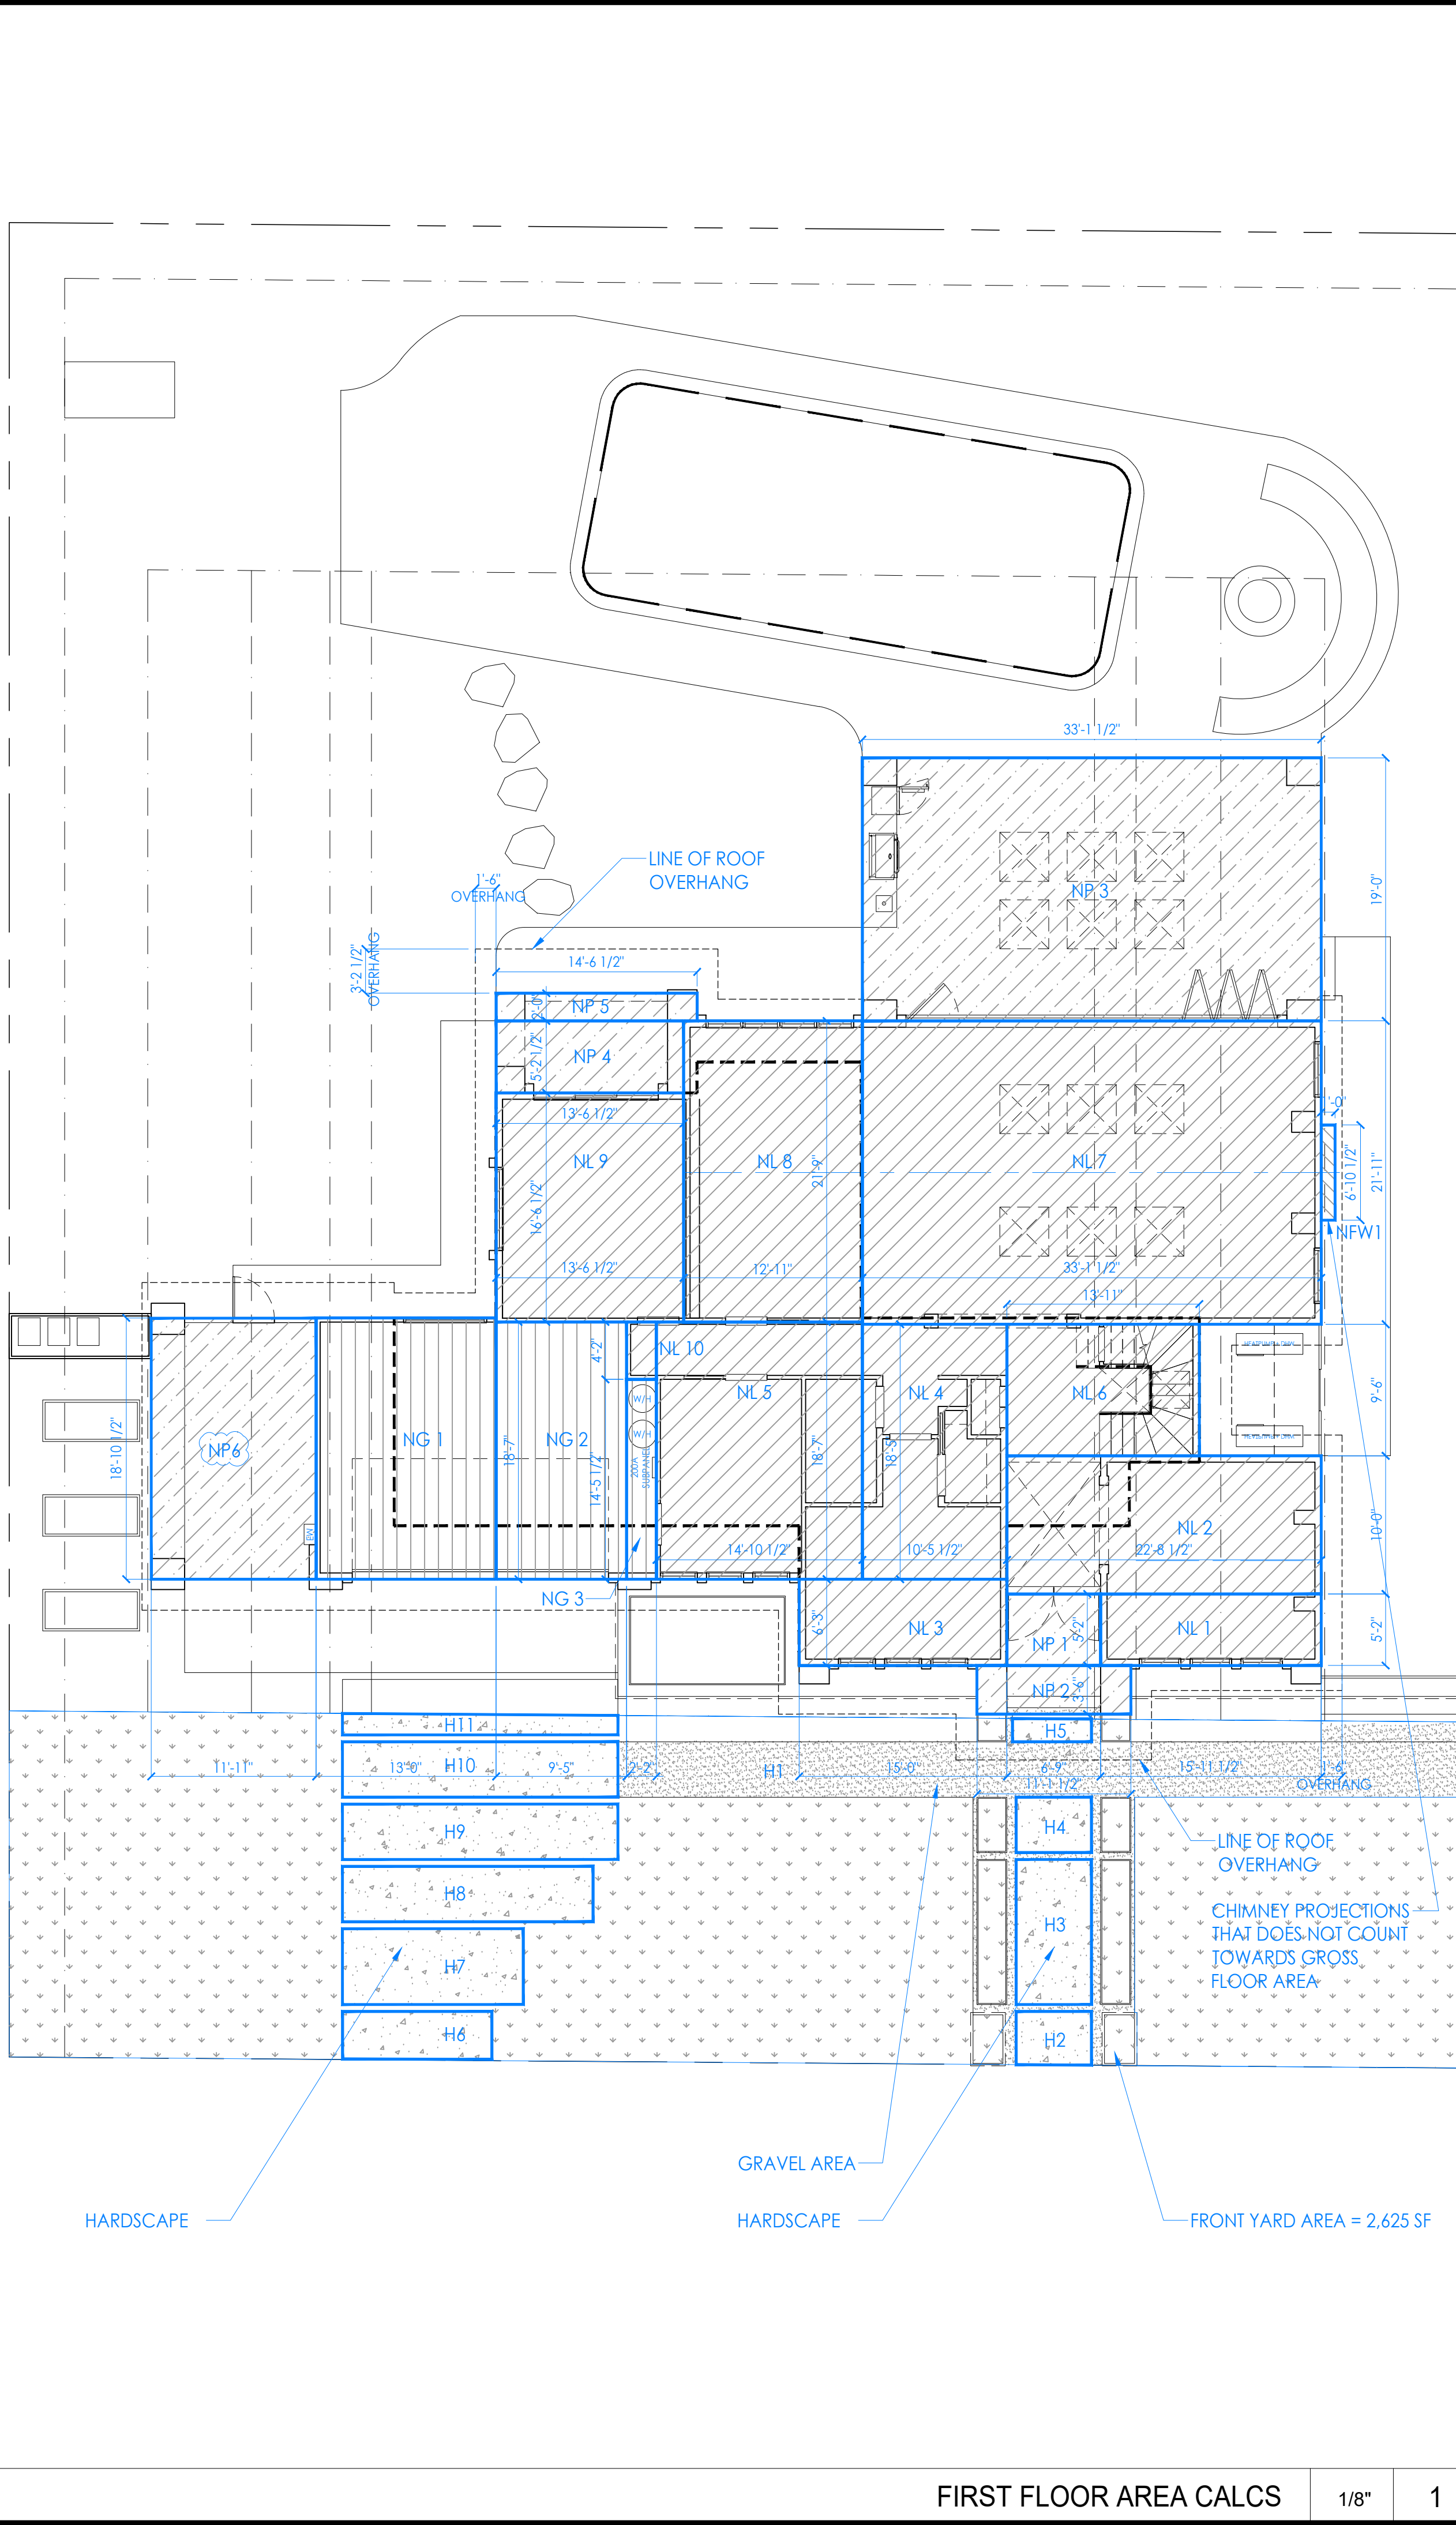 33'-1 1/2"
LINE OF ROOF
OVERHANG
1'-6"
OVERHANG
NP 3
19'-0"
3'-2 1/2"
OVERHANG
14'-6 1/2"
NP 5
2'-0"
NP 4
5'-2 1/2"
13'-6 1/2"
NL 9
NL 8
21'-9"
NL 7
6'-10 1/2"
21'-11"
16'-6 1/2"
NFW1
13'-6 1/2"
12'-11"
33'-1 1/2"
13'-11"
4'-2"
NL 10
NL 5
NL 4
NL 6
9'-6"
W/H
W/H
18'-10 1/2"
NP6
NG 1
18'-7"
NG 2
14'-5 1/2"
200A
SUBPANEL
18'-7"
18'-5"
NL 2
10'-0"
14'-10 1/2"
10'-5 1/2"
22'-8 1/2"
NG 3
6'-3"
NL 3
NP 1
5'-2"
NL 1
5'-2"
NP 2
3'-6"
H11
H5
11'-11"
13'-0"
H10
9'-5"
2'-2"
H1
15'-0"
6'-9"
15'-11 1/2"
1'-6"
OVERHANG
11'-1 1/2"
H9
H4
LINE OF ROOF
OVERHANG
H8
H3
CHIMNEY PROJECTIONS
THAT DOES NOT COUNT
TOWARDS GROSS
FLOOR AREA
H7
H6
H2
GRAVEL AREA
HARDSCAPE
HARDSCAPE
FRONT YARD AREA = 2,625 SF
FIRST FLOOR AREA CALCS
1/8"
1